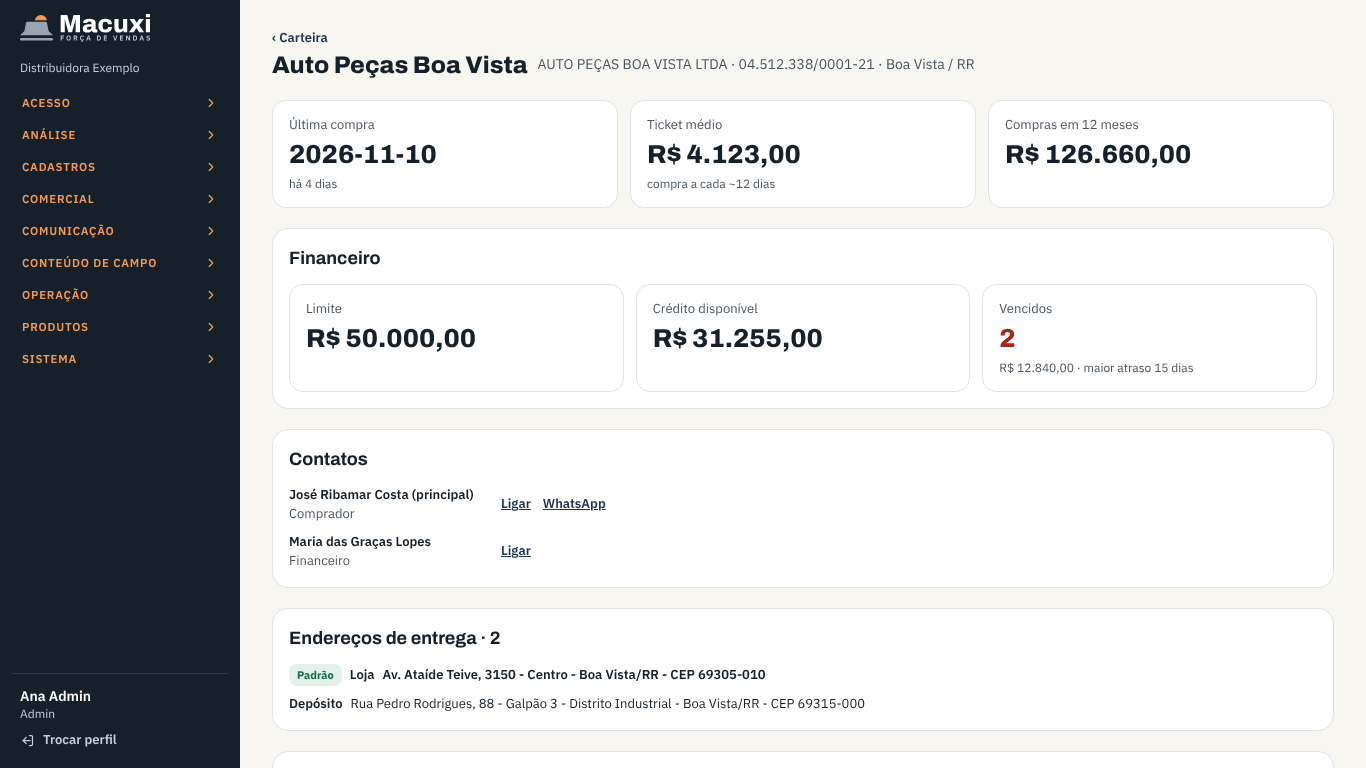 Macuxi
FORÇA DE VENDAS
Distribuidora Exemplo
ACESSO
ANÁLISE
CADASTROS
COMERCIAL
COMUNICAÇÃO
CONTEÚDO DE CAMPO
OPERAÇÃO
PRODUTOS
SISTEMA
Ana Admin
Admin
Trocar perfil
‹ Carteira
Auto Peças Boa Vista AUTO PEÇAS BOA VISTA LTDA · 04.512.338/0001-21 · Boa Vista / RR
Última compra
2026-11-10
há 4 dias
Ticket médio
R$ 4.123,00
compra a cada ~12 dias
Compras em 12 meses
R$ 126.660,00
Financeiro
Limite
R$ 50.000,00
Crédito disponível
R$ 31.255,00
Vencidos
2
R$ 12.840,00 · maior atraso 15 dias
Contatos
José Ribamar Costa (principal)
Comprador
Ligar WhatsApp
Maria das Graças Lopes
Financeiro
Ligar
Endereços de entrega · 2
Padrão Loja Av. Ataíde Teive, 3150 - Centro - Boa Vista/RR - CEP 69305-010
Depósito Rua Pedro Rodrigues, 88 - Galpão 3 - Distrito Industrial - Boa Vista/RR - CEP 69315-000